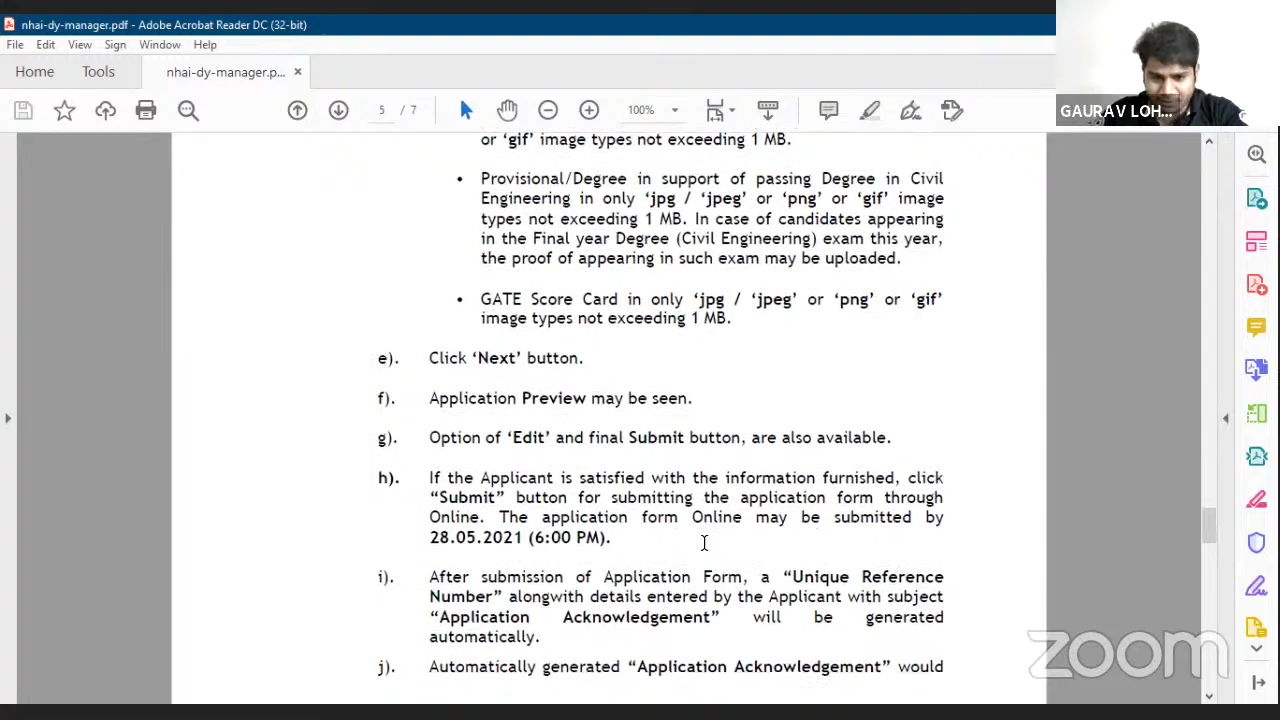 nhai-dy-manager.pdf - Adobe Acrobat Reader DC (32-bit)
File Edit View Sign Window Help
Home Tools nhai-dy-manager.p... ×
5 / 7 100%
GAURAV LOH...
or ‘gif’ image types not exceeding 1 MB.
• Provisional/Degree in support of passing Degree in Civil
Engineering in only ‘jpg / ‘jpeg’ or ‘png’ or ‘gif’ image
types not exceeding 1 MB. In case of candidates appearing
in the Final year Degree (Civil Engineering) exam this year,
the proof of appearing in such exam may be uploaded.
• GATE Score Card in only ‘jpg / ‘jpeg’ or ‘png’ or ‘gif’
image types not exceeding 1 MB.
e). Click ‘Next’ button.
f). Application Preview may be seen.
g). Option of ‘Edit’ and final Submit button, are also available.
h). If the Applicant is satisfied with the information furnished, click
“Submit” button for submitting the application form through
Online. The application form Online may be submitted by
28.05.2021 (6:00 PM).
i). After submission of Application Form, a “Unique Reference
Number” alongwith details entered by the Applicant with subject
“Application Acknowledgement” will be generated
automatically.
j). Automatically generated “Application Acknowledgement” would
zoom